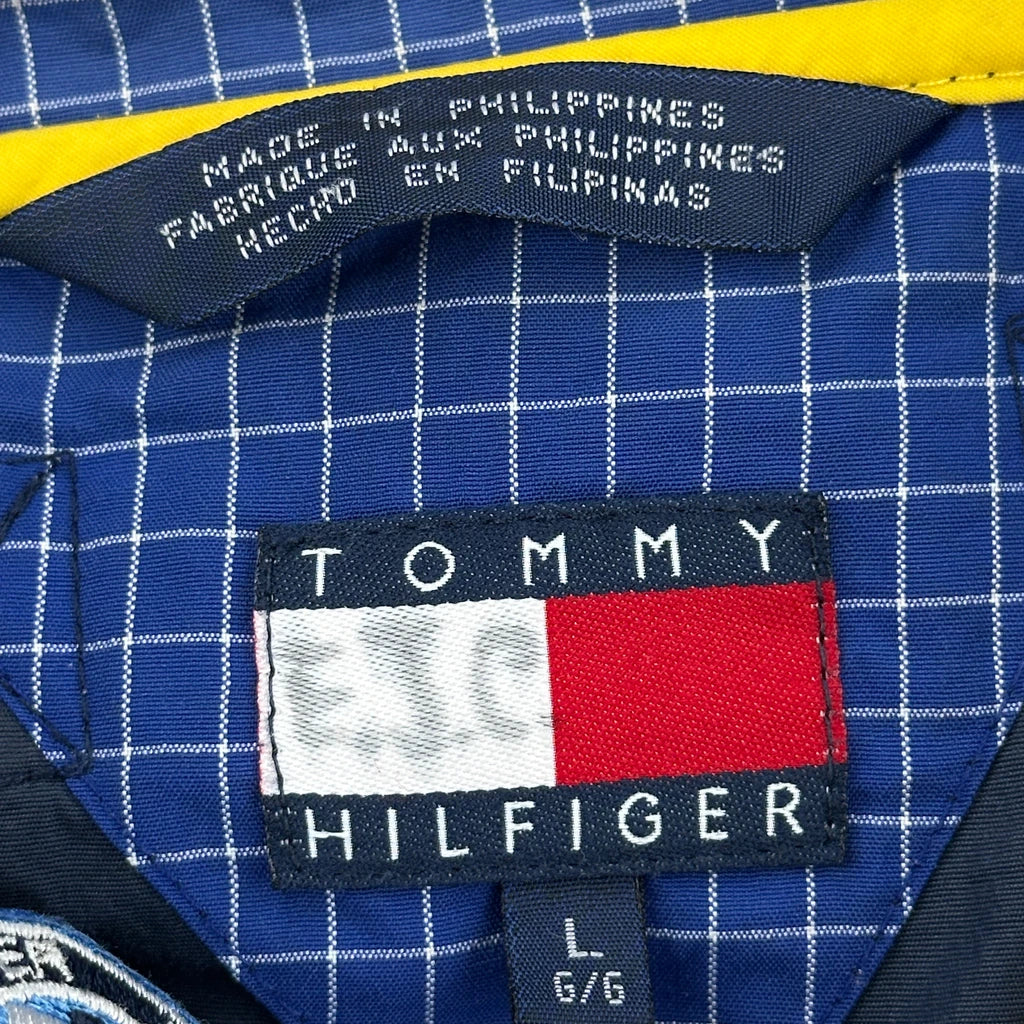 MADE IN PHILIPPINES
FABRIQUE AUX PHILIPPINES
HECHO EN FILIPINAS
TOMMY
E.J.C
HILFIGER
L
G/G